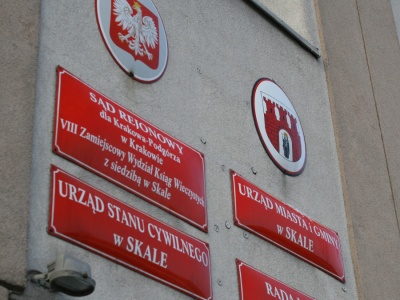 SĄD REJONOWY
dla Krakowa-Podgórza
w Krakowie
VIII Zamiejscowy Wydział Ksiąg Wieczystych
z siedzibą w Skale
URZĄD STANU CYWILNEGO
w SKALE
URZĄD MIASTA i GMINY
w SKALE
RADA